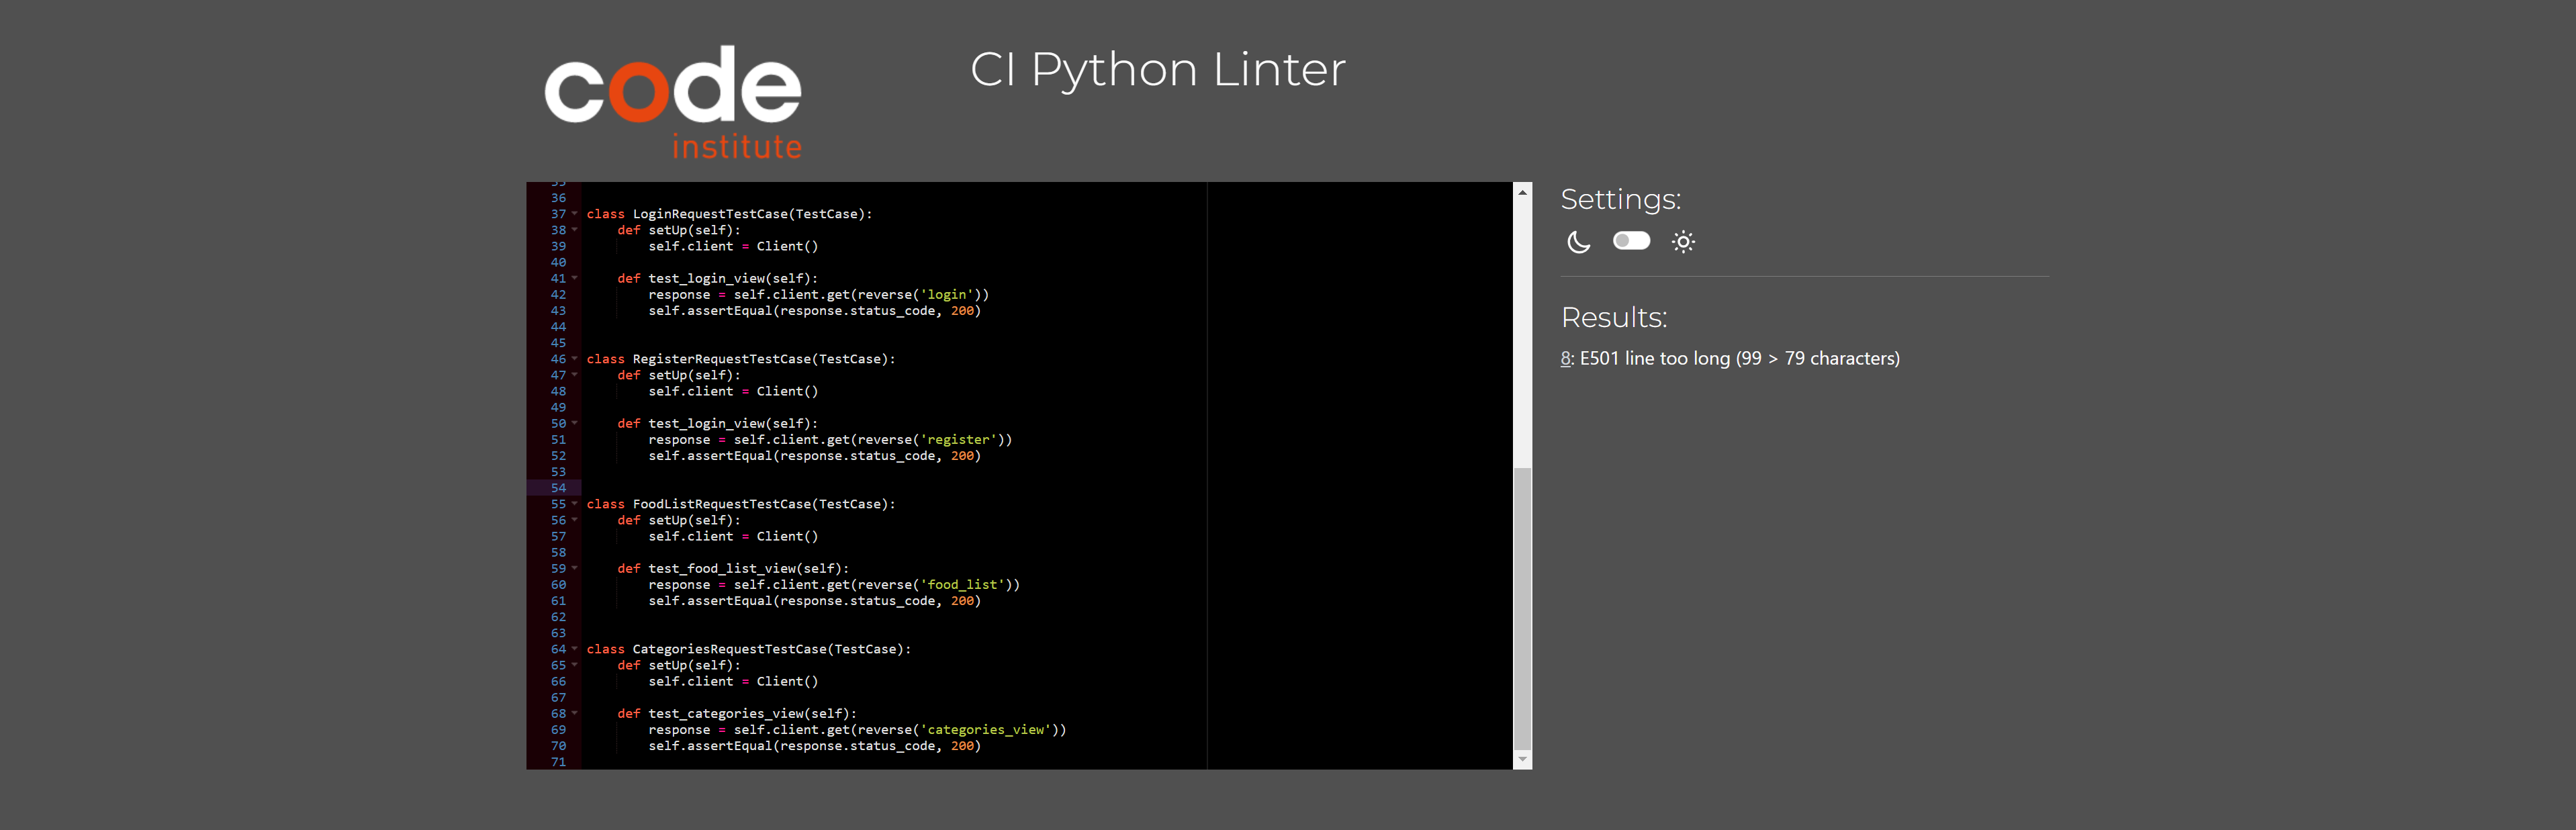 code
institute
CI Python Linter
36
37 class LoginRequestTestCase(TestCase):
38     def setUp(self):
39         self.client = Client()
40
41     def test_login_view(self):
42         response = self.client.get(reverse('login'))
43         self.assertEqual(response.status_code, 200)
44
45
46 class RegisterRequestTestCase(TestCase):
47     def setUp(self):
48         self.client = Client()
49
50     def test_login_view(self):
51         response = self.client.get(reverse('register'))
52         self.assertEqual(response.status_code, 200)
53
54
55 class FoodListRequestTestCase(TestCase):
56     def setUp(self):
57         self.client = Client()
58
59     def test_food_list_view(self):
60         response = self.client.get(reverse('food_list'))
61         self.assertEqual(response.status_code, 200)
62
63
64 class CategoriesRequestTestCase(TestCase):
65     def setUp(self):
66         self.client = Client()
67
68     def test_categories_view(self):
69         response = self.client.get(reverse('categories_view'))
70         self.assertEqual(response.status_code, 200)
71
Settings:
Results:
8: E501 line too long (99 > 79 characters)